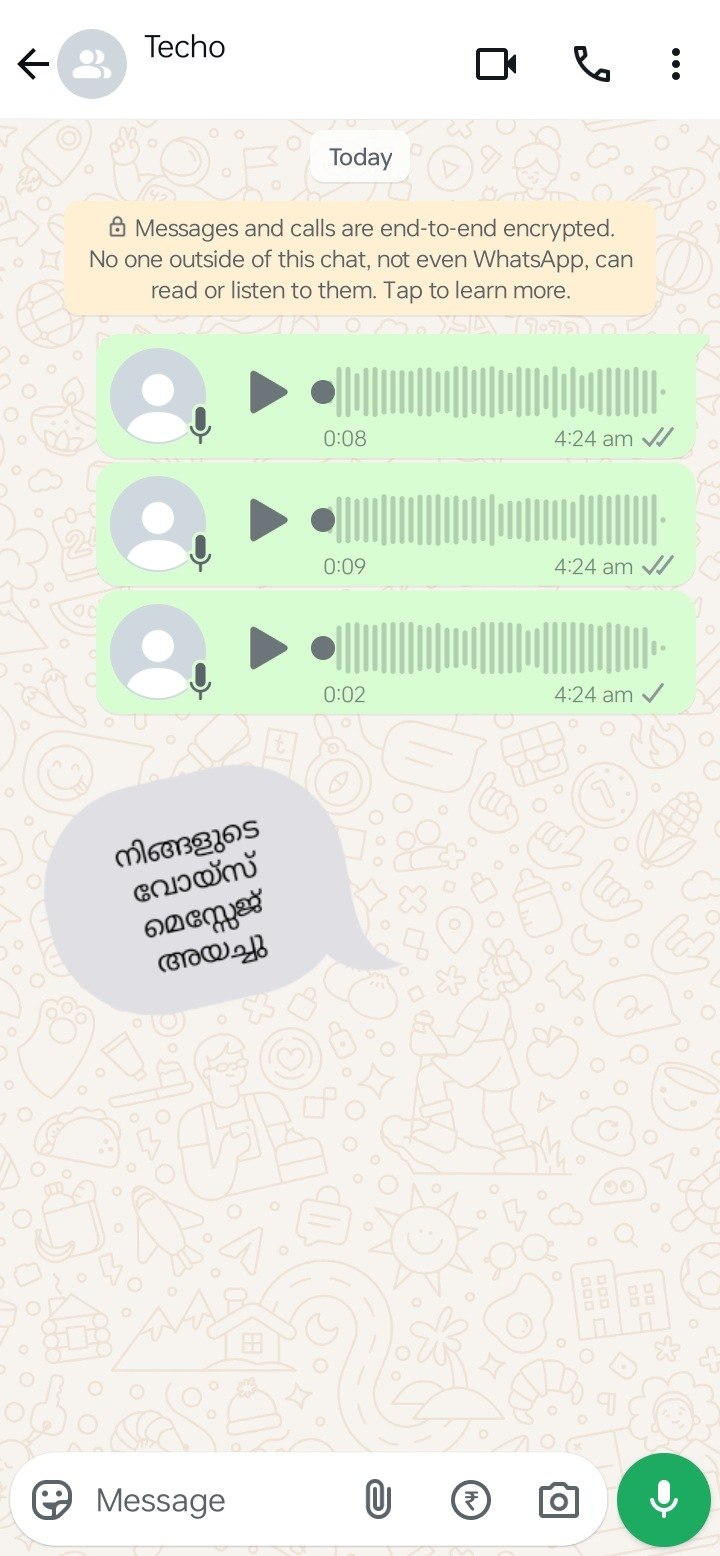 Techo
Today
Messages and calls are end-to-end encrypted.
No one outside of this chat, not even WhatsApp, can
read or listen to them. Tap to learn more.
0:08 4:24 am
0:09 4:24 am
0:02 4:24 am
നിങ്ങളുടെ
വോയ്സ്
മെസ്സേജ്
അയച്ചു
Message